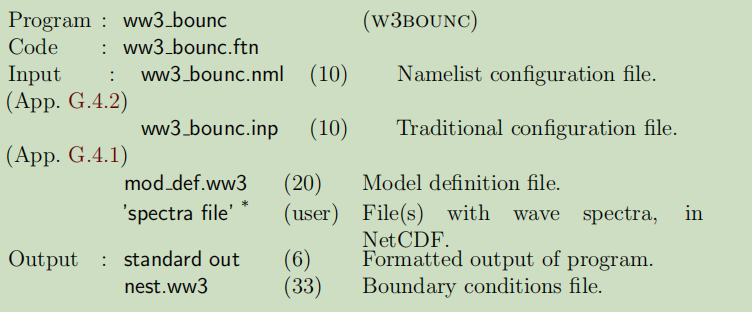 Program : ww3_bounc (W3BOUNC)
Code : ww3_bounc.ftn
Input : ww3_bounc.nml (10) Namelist configuration file.
(App. G.4.2)
ww3_bounc.inp (10) Traditional configuration file.
(App. G.4.1)
mod_def.ww3 (20) Model definition file.
'spectra file' * (user) File(s) with wave spectra, in
NetCDF.
Output : standard out (6) Formatted output of program.
nest.ww3 (33) Boundary conditions file.